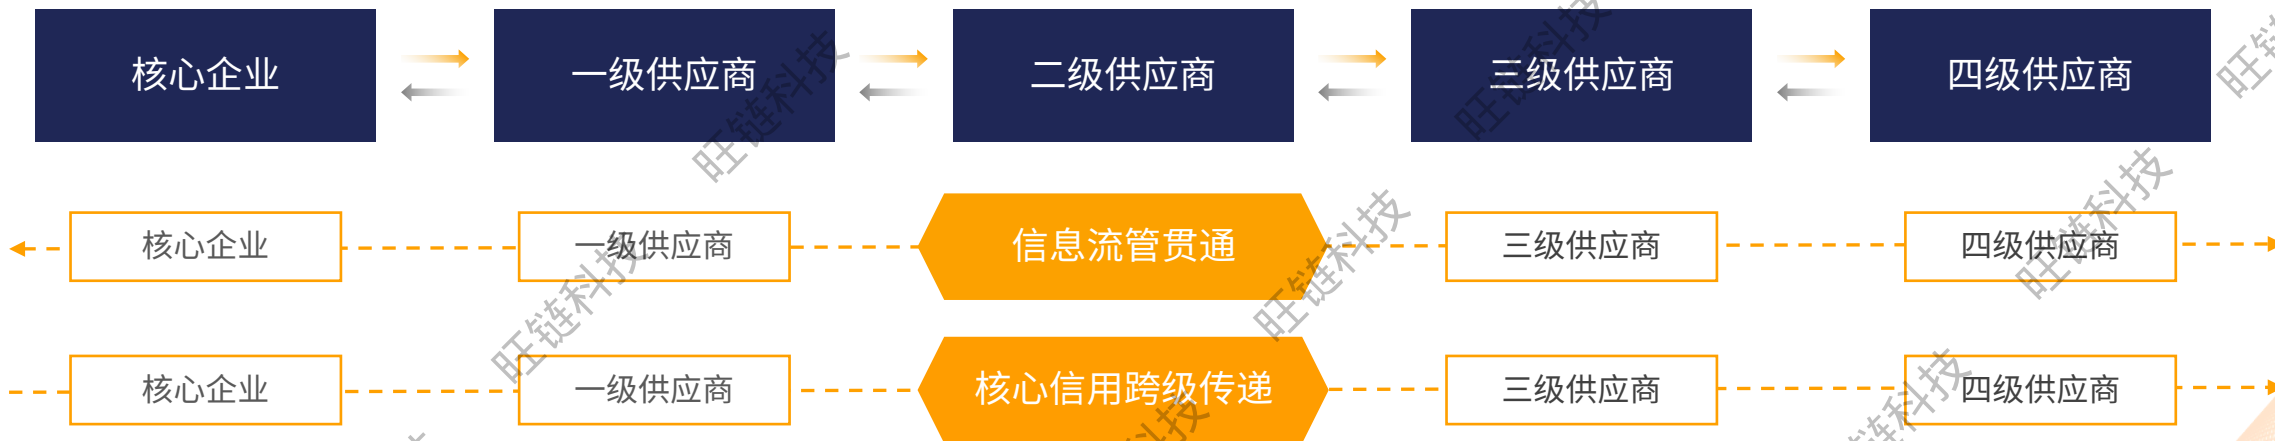 核心企业 一级供应商 二级供应商 三级供应商 四级供应商
核心企业 一级供应商 信息流管贯通 三级供应商 四级供应商
核心企业 一级供应商 核心信用跨级传递 三级供应商 四级供应商
旺链科技
旺链科技
旺链科技
旺链科技
旺链科技